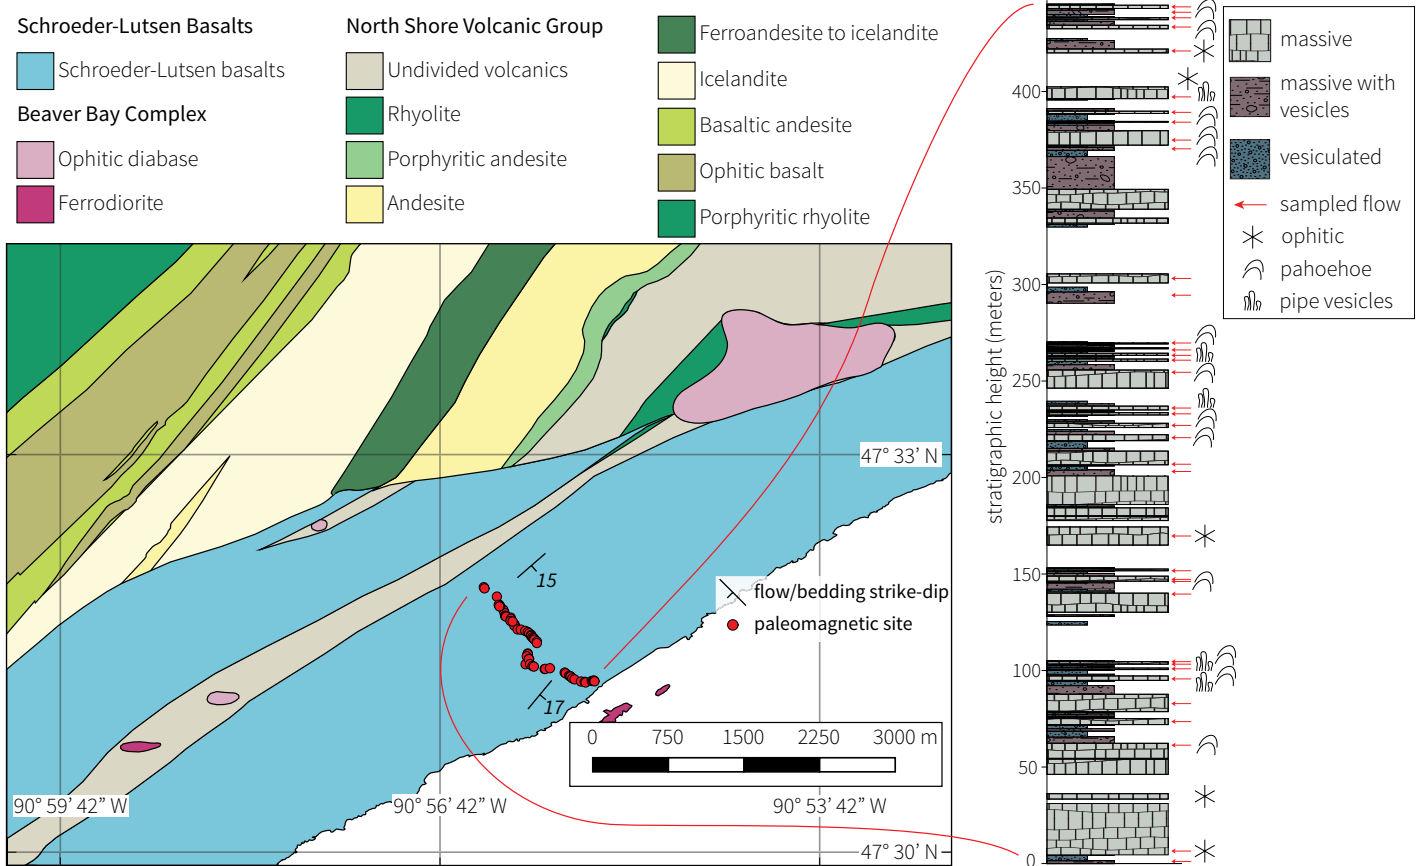 Schroeder-Lutsen Basalts
Schroeder-Lutsen basalts
Beaver Bay Complex
Ophitic diabase
Ferrodiorite
North Shore Volcanic Group
Undivided volcanics
Rhyolite
Porphyritic andesite
Andesite
Ferroandesite to icelandite
Icelandite
Basaltic andesite
Ophitic basalt
Porphyritic rhyolite
47° 33’ N
15
flow/bedding strike-dip
paleomagnetic site
17
0 750 1500 2250 3000 m
90° 59’ 42” W
90° 56’ 42” W
90° 53’ 42” W
47° 30’ N
stratigraphic height (meters)
400
350
300
250
200
150
100
50
0
massive
massive with
vesicles
vesiculated
sampled flow
ophitic
pahoehoe
pipe vesicles